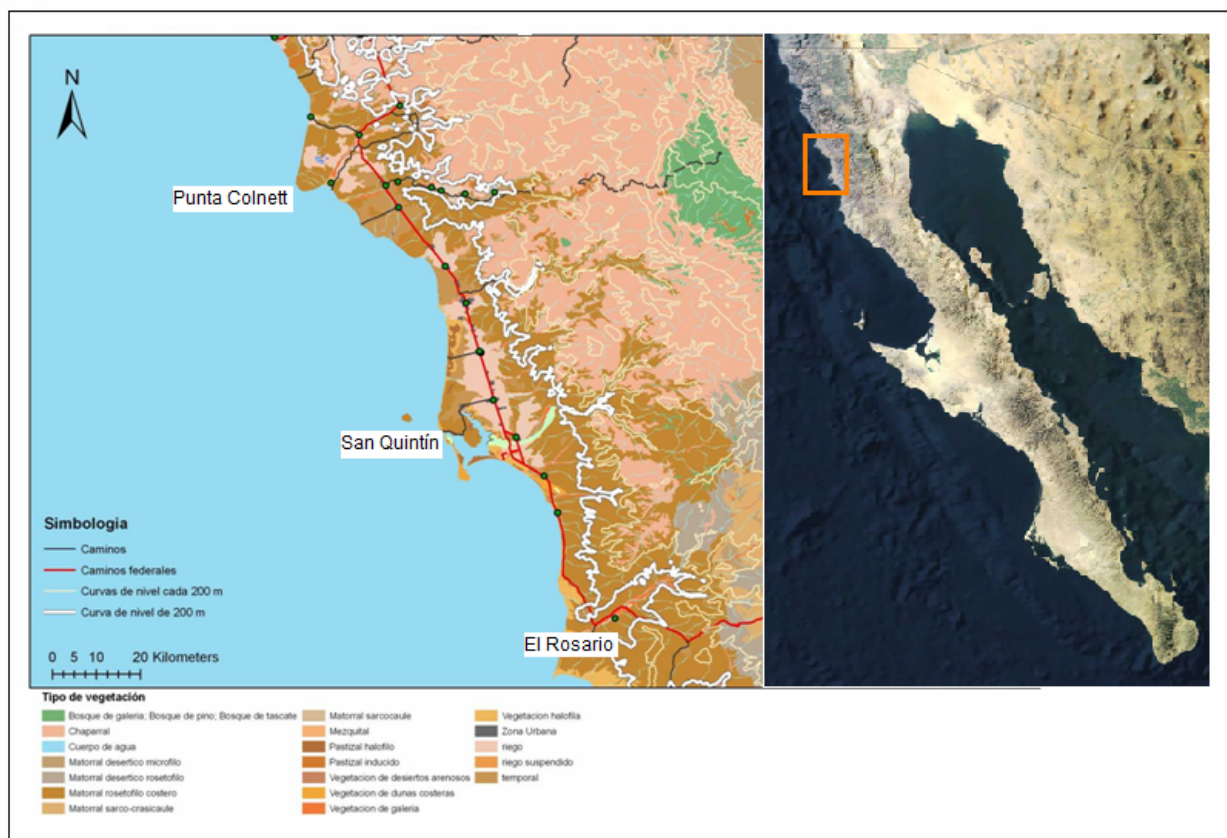 N
Punta Colnett
San Quintín
El Rosario
Simbologia
Caminos
Caminos federales
Curvas de nivel cada 200 m
Curva de nivel de 200 m
0 5 10 20 Kilometers
Tipo de vegetación
Bosque de galeria; Bosque de pino; Bosque de tascate
Chaparral
Cuerpo de agua
Matorral desertico microfilo
Matorral desertico rosetofilo
Matorral rosetofilo costero
Matorral sarco-crasicaule
Matorral sarcocaule
Mezquital
Pastizal halofilo
Pastizal inducido
Vegetacion de desiertos arenosos
Vegetacion de dunas costeras
Vegetacion de galeria
Vegetacion halofila
Zona Urbana
riego
riego suspendido
temporal